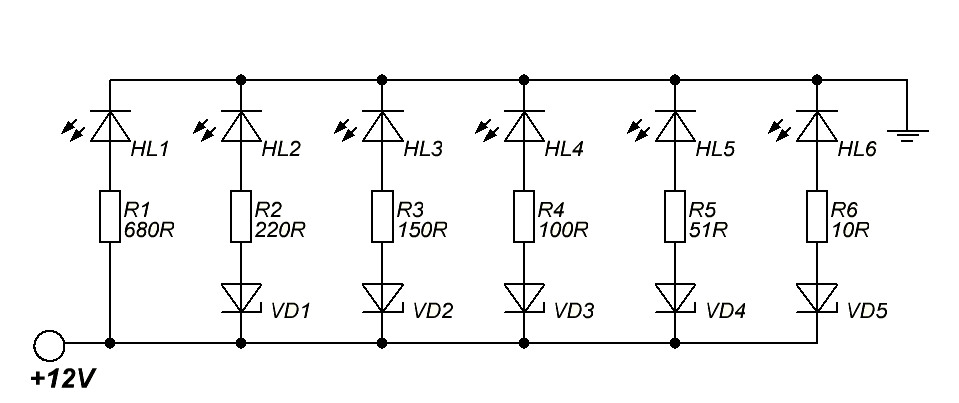 HL1 HL2 HL3 HL4 HL5 HL6
R1 R2 R3 R4 R5 R6
680R 220R 150R 100R 51R 10R
VD1 VD2 VD3 VD4 VD5
+12V